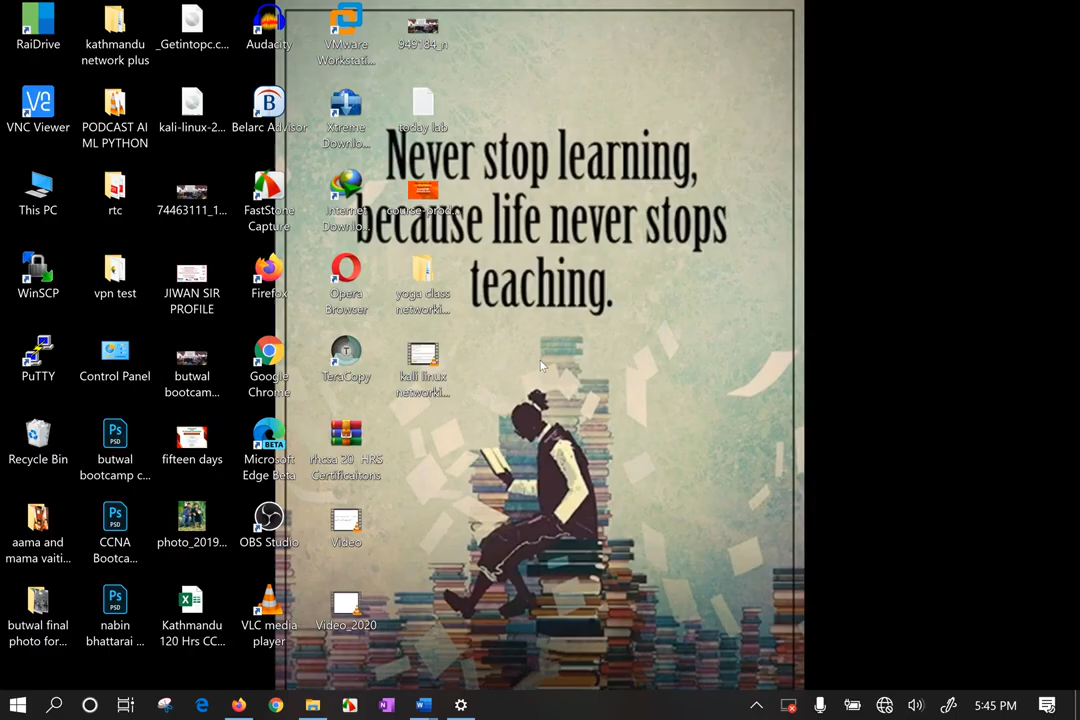 RaiDrive
kathmandu
network plus
_Getintopc.c...
Audacity
VMware
Workstati...
949184_n
VNC Viewer
PODCAST AI
ML PYTHON
kali-linux-2...
Belarc Advisor
Xtreme
Downlo...
today lab
This PC
rtc
74463111_1...
FastStone
Capture
Internet
Downlo...
course-prod...
WinSCP
vpn test
JIWAN SIR
PROFILE
Firefox
Opera
Browser
yoga class
networki...
PuTTY
Control Panel
butwal
bootcam...
Google
Chrome
TeraCopy
kali linux
networki...
Recycle Bin
butwal
bootcamp c...
fifteen days
Microsoft
Edge Beta
rhcsa 20 HRS
Certificaitons
aama and
mama vaiti...
CCNA
Bootca...
photo_2019...
OBS Studio
Video
butwal final
photo for...
nabin
bhattarai ...
Kathmandu
120 Hrs CC...
VLC media
player
Video_2020
Never stop learning,
because life never stops
teaching.
5:45 PM